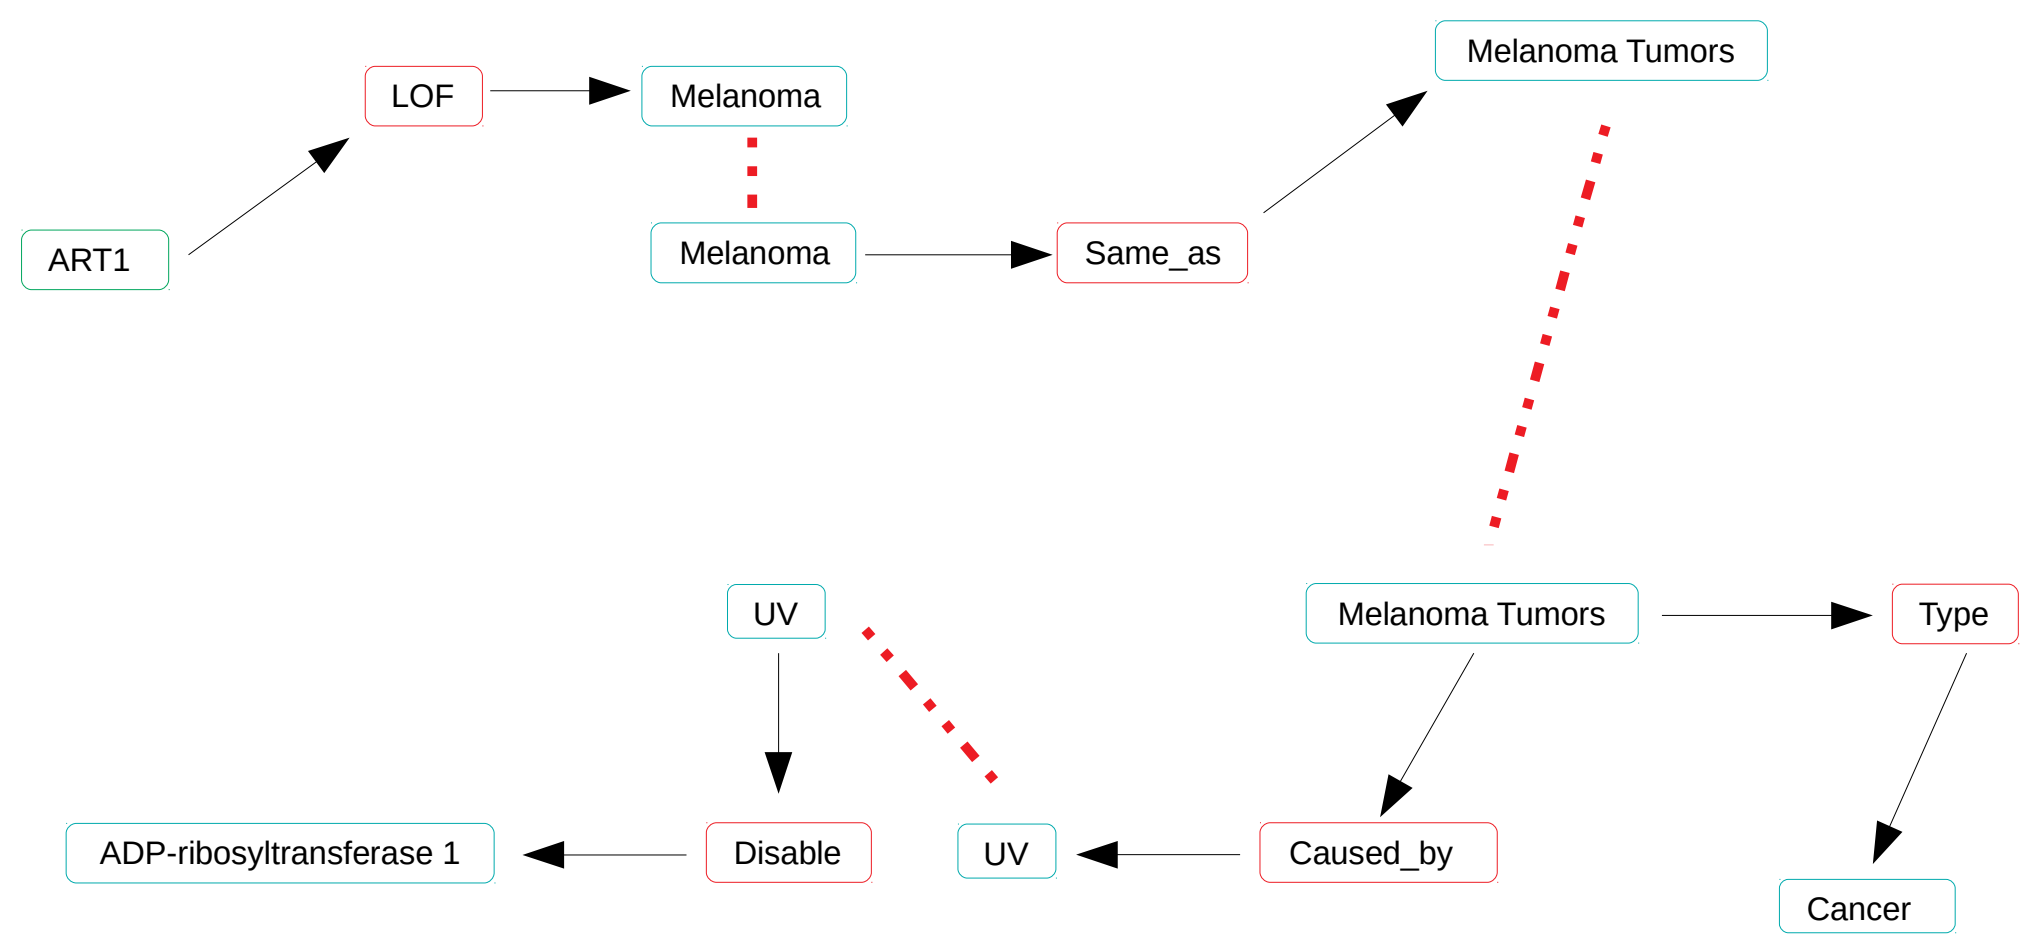 Melanoma Tumors
LOF
Melanoma
ART1
Melanoma
Same_as
UV
Melanoma Tumors
Type
ADP-ribosyltransferase 1
Disable
UV
Caused_by
Cancer